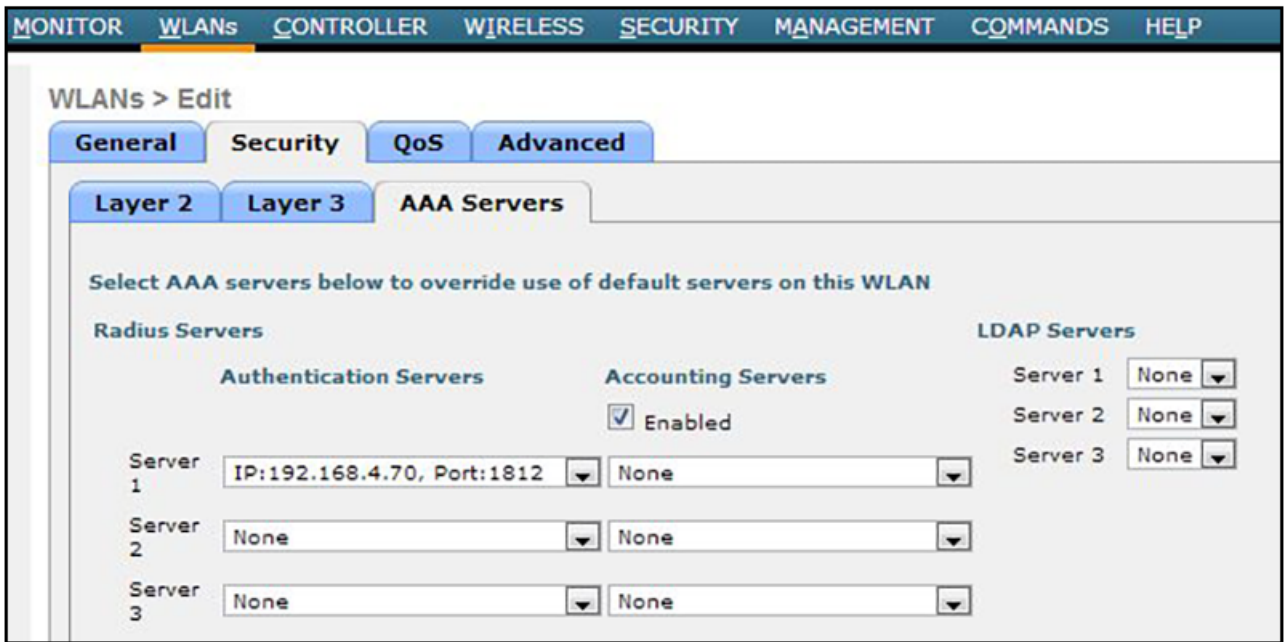 MONITOR WLANs CONTROLLER WIRELESS SECURITY MANAGEMENT COMMANDS HELP
WLANs > Edit
General Security QoS Advanced
Layer 2 Layer 3 AAA Servers
Select AAA servers below to override use of default servers on this WLAN
Radius Servers LDAP Servers
Authentication Servers Accounting Servers Server 1 None
Enabled Server 2 None
Server 3 None
Server
1 IP:192.168.4.70, Port:1812 None
Server
2 None None
Server
3 None None